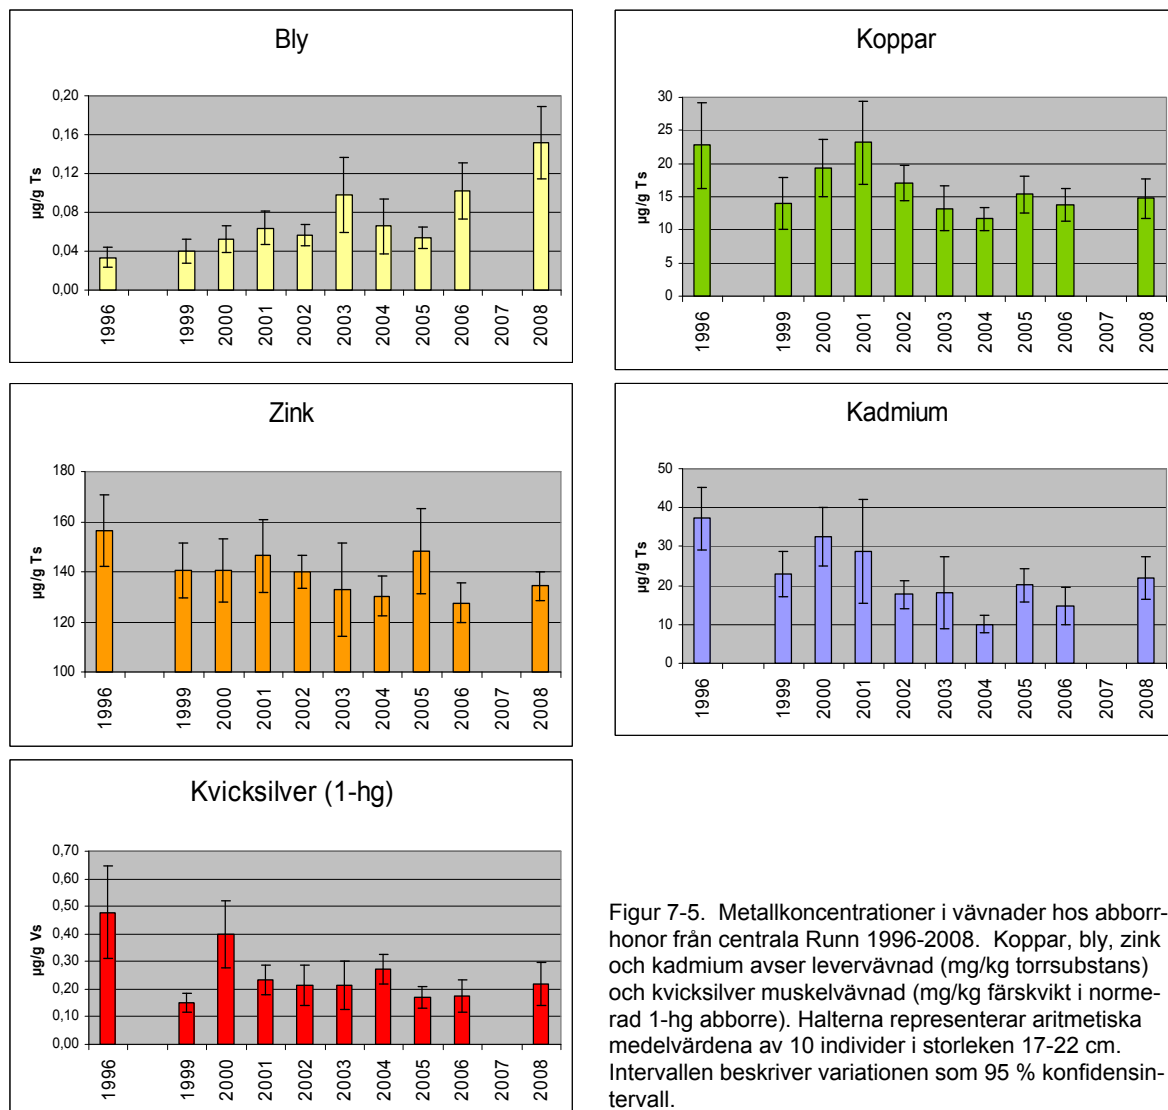 Bly
µg/g Ts
0,20
0,16
0,12
0,08
0,04
0,00
1996 1999 2000 2001 2002 2003 2004 2005 2006 2007 2008
Koppar
µg/g Ts
30
25
20
15
10
5
0
1996 1999 2000 2001 2002 2003 2004 2005 2006 2007 2008
Zink
µg/g Ts
180
160
140
120
100
1996 1999 2000 2001 2002 2003 2004 2005 2006 2007 2008
Kadmium
µg/g Ts
50
40
30
20
10
0
1996 1999 2000 2001 2002 2003 2004 2005 2006 2007 2008
Kvicksilver (1-hg)
µg/g Vs
0,70
0,60
0,50
0,40
0,30
0,20
0,10
0,00
1996 1999 2000 2001 2002 2003 2004 2005 2006 2007 2008
Figur 7-5. Metallkoncentrationer i vävnader hos abborr-
honor från centrala Runn 1996-2008. Koppar, bly, zink
och kadmium avser levervävnad (mg/kg torrsubstans)
och kvicksilver muskelvävnad (mg/kg färskvikt i norme-
rad 1-hg abborre). Halterna representerar aritmetiska
medelvärdena av 10 individer i storleken 17-22 cm.
Intervallen beskriver variationen som 95 % konfidensin-
tervall.